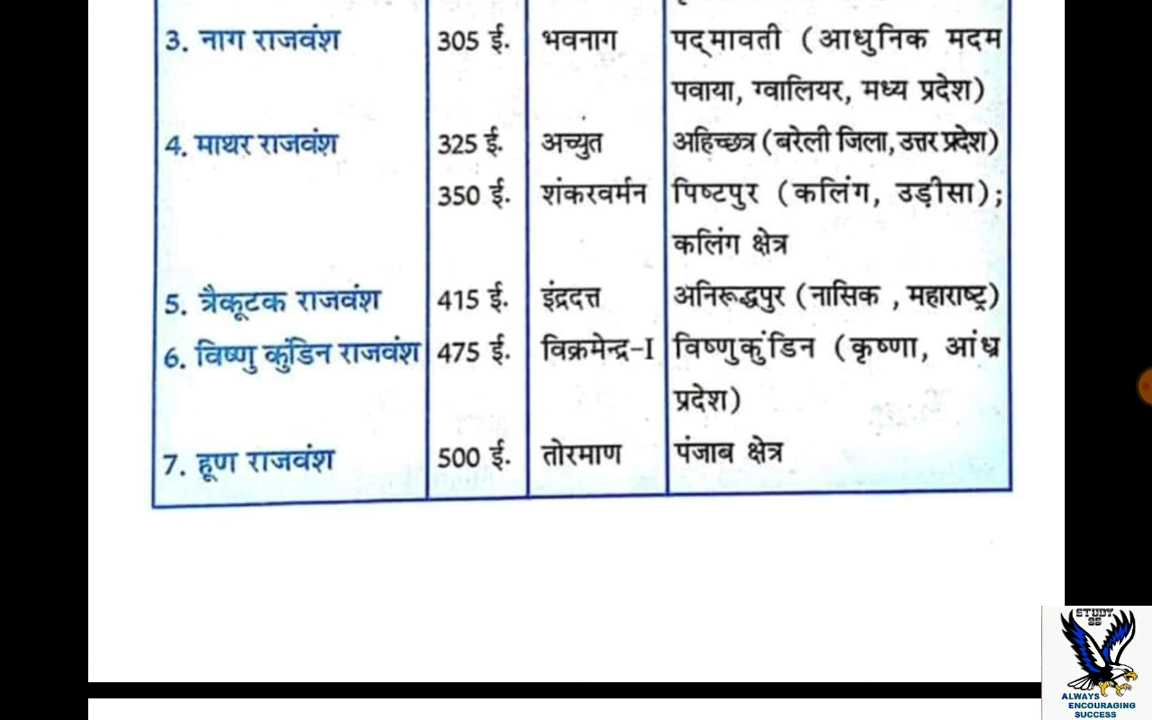 3. नाग राजवंश 305 ई. भवनाग पद्मावती (आधुनिक मदम
पवाया, ग्वालियर, मध्य प्रदेश)
4. माथर राजवंश 325 ई. अच्युत अहिच्छत्र (बरेली जिला, उत्तर प्रदेश)
350 ई. शंकरवर्मन पिष्टपुर (कलिंग, उड़ीसा);
कलिंग क्षेत्र
5. त्रैकूटक राजवंश 415 ई. इंद्रदत्त अनिरूद्धपुर (नासिक , महाराष्ट्र)
6. विष्णु कुंडिन राजवंश 475 ई. विक्रमेन्द्र-I विष्णुकुंडिन (कृष्णा, आंध्र
प्रदेश)
7. हूण राजवंश 500 ई. तोरमाण पंजाब क्षेत्र
STUDY
ALWAYS
ENCOURAGING
SUCCESS